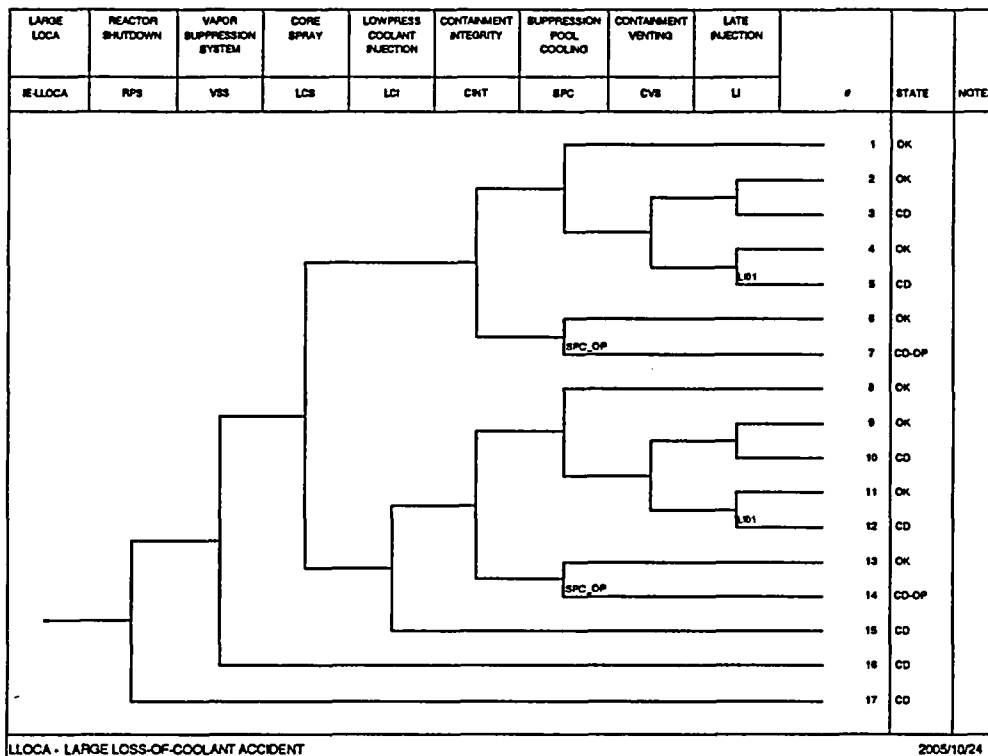 LARGE LOCA
REACTOR SHUTDOWN
VAPOR SUPPRESSION SYSTEM
CORE SPRAY
LOWPRESS COOLANT INJECTION
CONTAINMENT INTEGRITY
SUPPRESSION POOL COOLING
CONTAINMENT VENTING
LATE INJECTION
IE-LLOCA RPS VSS LCS LCI CINT SPC CVS LI # STATE NOTE
1 OK
2 OK
3 CD
4 OK
LI01
5 CD
6 OK
SPC_OP
7 CD-OP
8 OK
9 OK
10 CD
11 OK
LI01
12 CD
13 OK
SPC_OP
14 CD-OP
15 CD
16 CD
17 CD
LLOCA - LARGE LOSS-OF-COOLANT ACCIDENT 2005/10/24